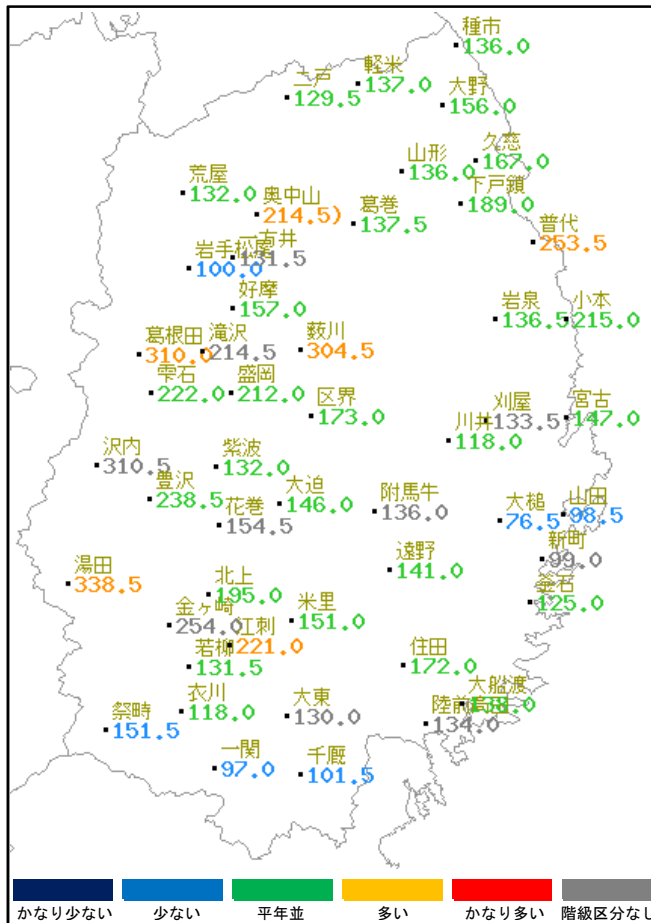 種市
136.0
軽米
137.0
二戸
129.5
大野
156.0
久慈
167.0
山形
136.0
荒屋
132.0
下戸鎖
189.0
奥中山
214.5)
葛巻
137.5
普代
253.5
一方井
131.5
岩手松尾
100.0
好摩
157.0
岩泉
136.5
小本
215.0
葛根田
310.0
滝沢
214.5
薮川
304.5
雫石
222.0
盛岡
212.0
区界
173.0
刈屋
133.5
宮古
147.0
川井
118.0
沢内
310.5
紫波
132.0
豊沢
238.5
大迫
146.0
附馬牛
136.0
大槌
76.5
山田
98.5
花巻
154.5
新町
99.0
湯田
338.5
遠野
141.0
北上
195.0
釜石
125.0
金ヶ崎
254.0
米里
151.0
江刺
221.0
若柳
131.5
住田
172.0
大船渡
138.0
衣川
118.0
大東
130.0
陸前高田
134.0
祭畤
151.5
一関
97.0
千厩
101.5
かなり少ない 少ない 平年並 多い かなり多い 階級区分なし